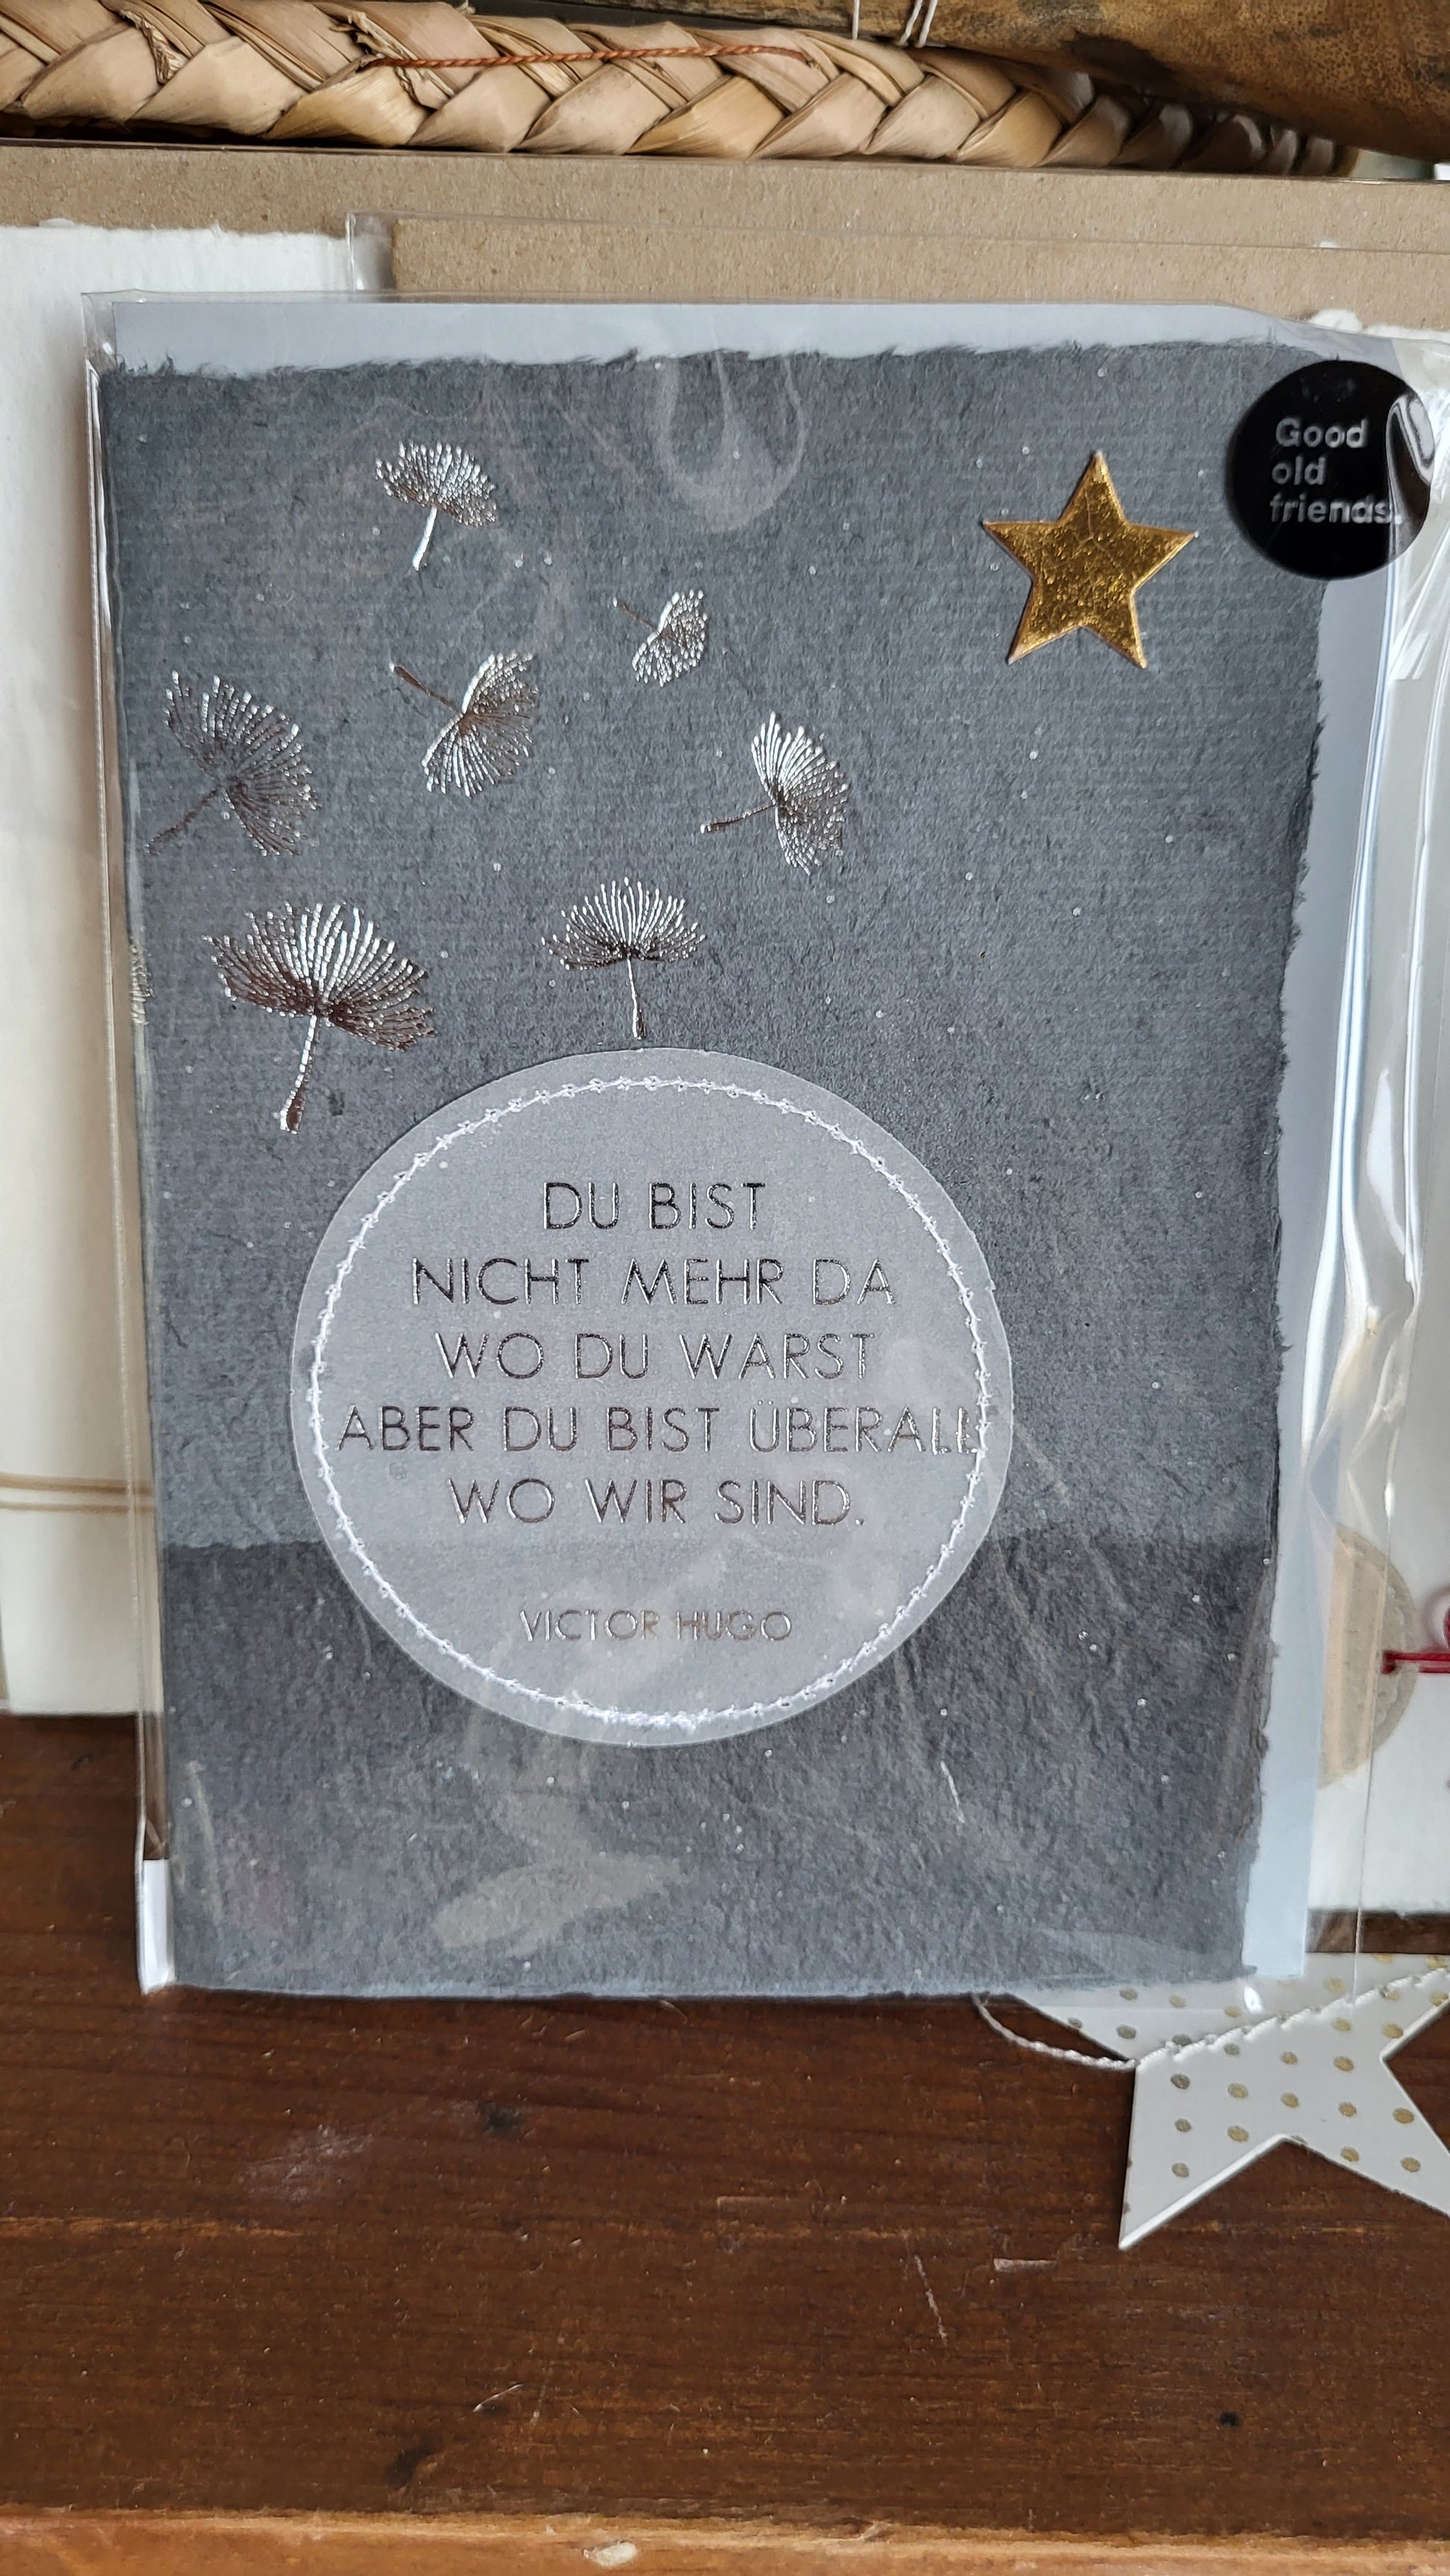 Good
old
friends.
DU BIST
NICHT MEHR DA
WO DU WARST
ABER DU BIST ÜBERALL
WO WIR SIND.
VICTOR HUGO